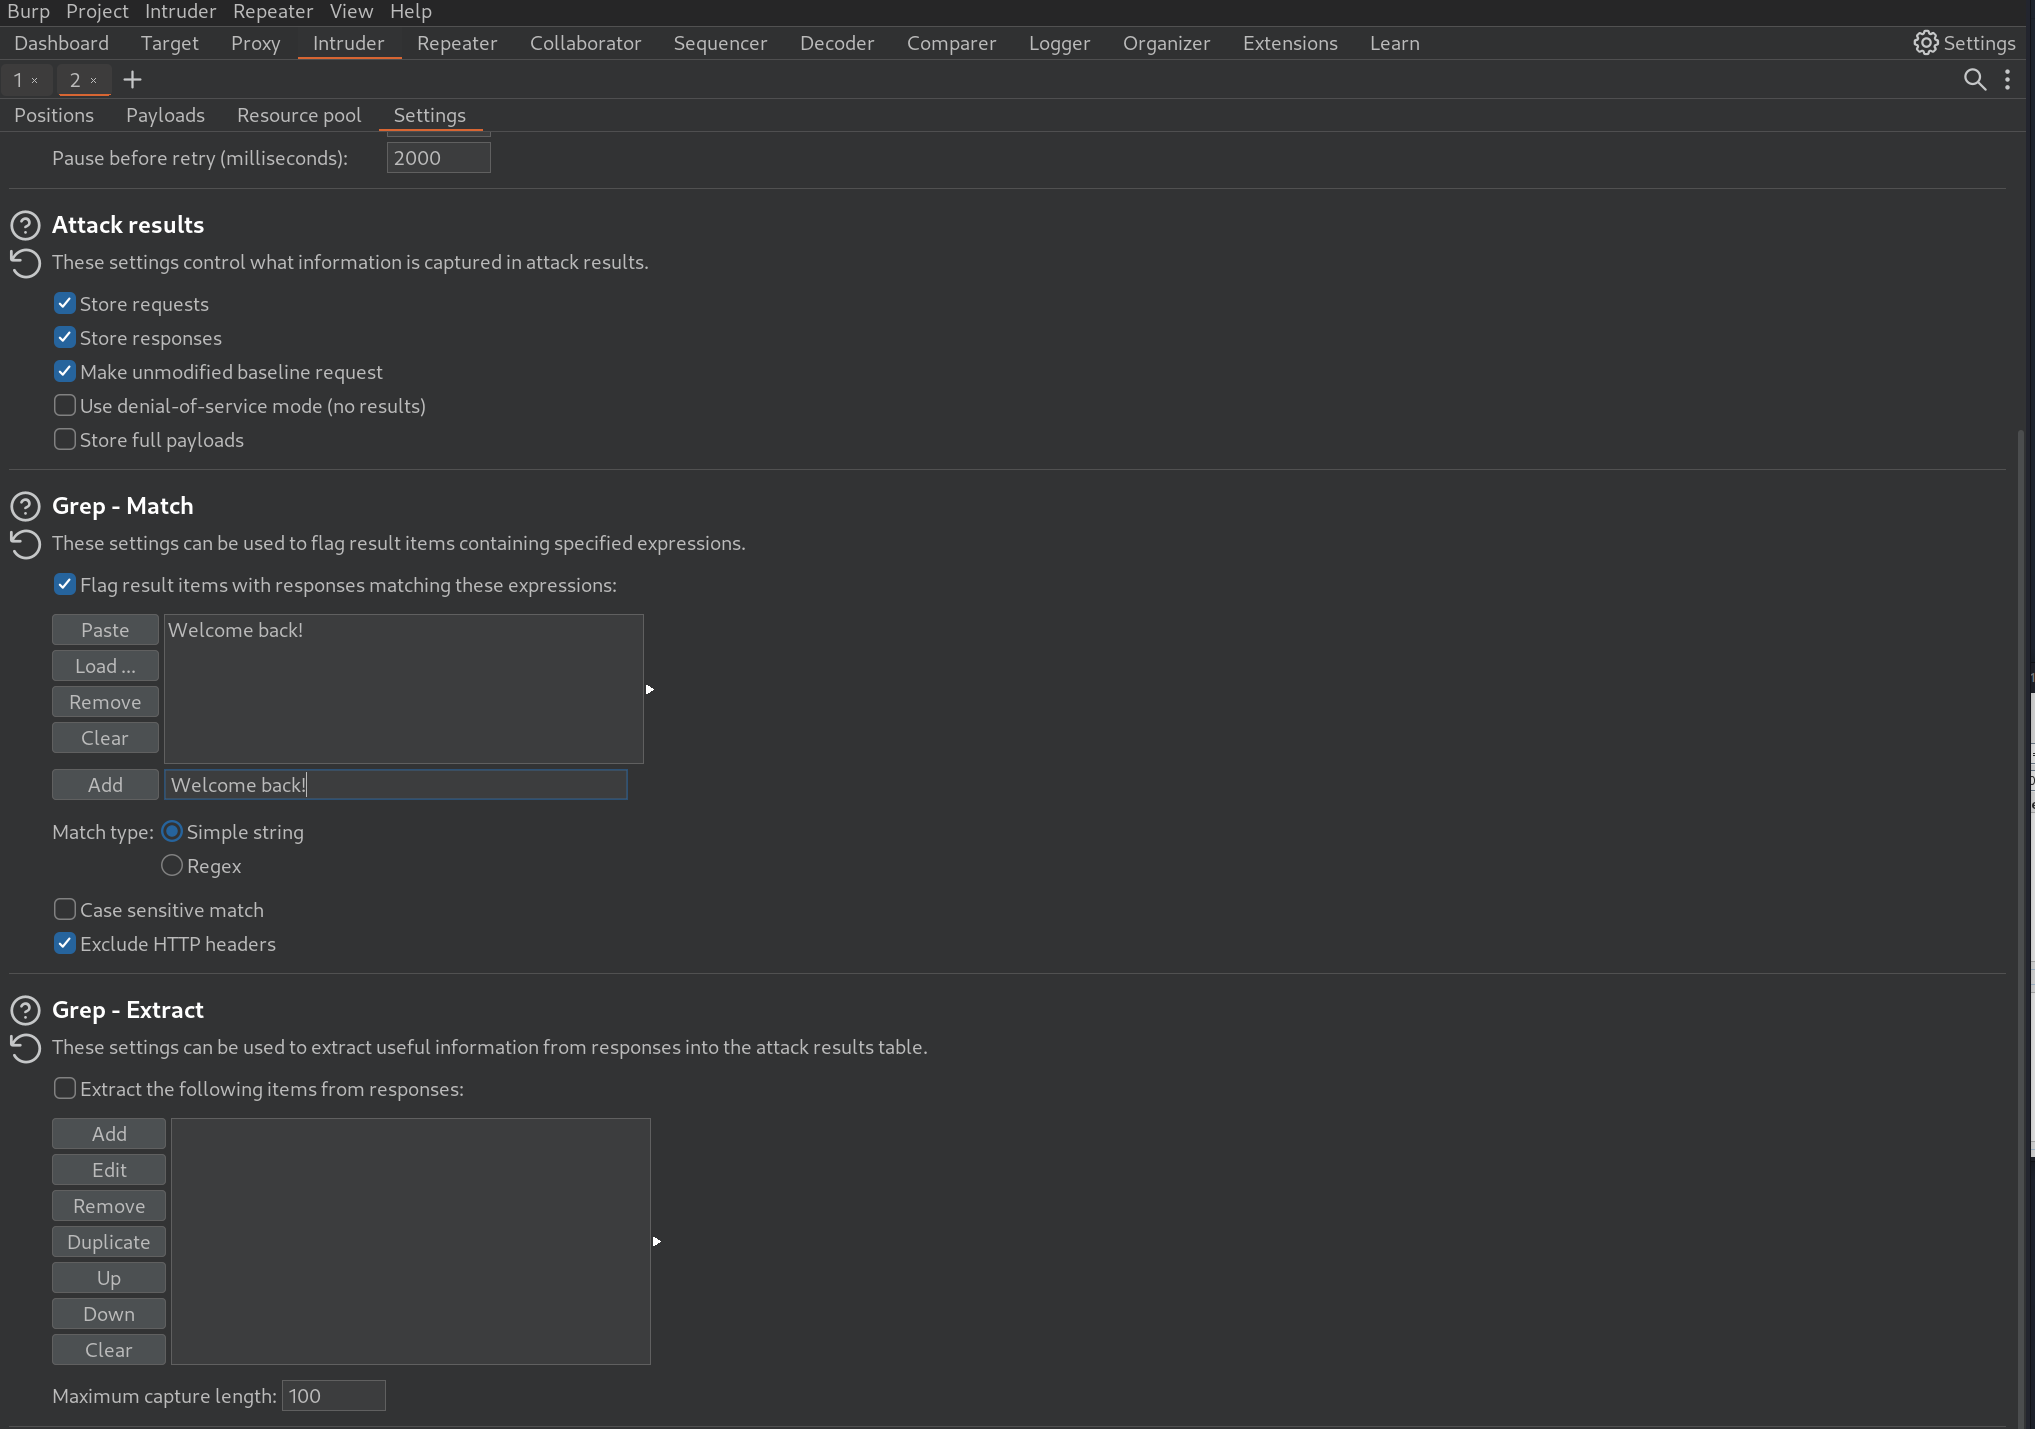 Burp Project Intruder Repeater View Help
Dashboard Target Proxy Intruder Repeater Collaborator Sequencer Decoder Comparer Logger Organizer Extensions Learn Settings
1 × 2 × +
Positions Payloads Resource pool Settings
Pause before retry (milliseconds): 2000
Attack results
These settings control what information is captured in attack results.
Store requests
Store responses
Make unmodified baseline request
Use denial-of-service mode (no results)
Store full payloads
Grep - Match
These settings can be used to flag result items containing specified expressions.
Flag result items with responses matching these expressions:
Paste Welcome back!
Load ...
Remove
Clear
Add Welcome back!
Match type: Simple string
Regex
Case sensitive match
Exclude HTTP headers
Grep - Extract
These settings can be used to extract useful information from responses into the attack results table.
Extract the following items from responses:
Add
Edit
Remove
Duplicate
Up
Down
Clear
Maximum capture length: 100